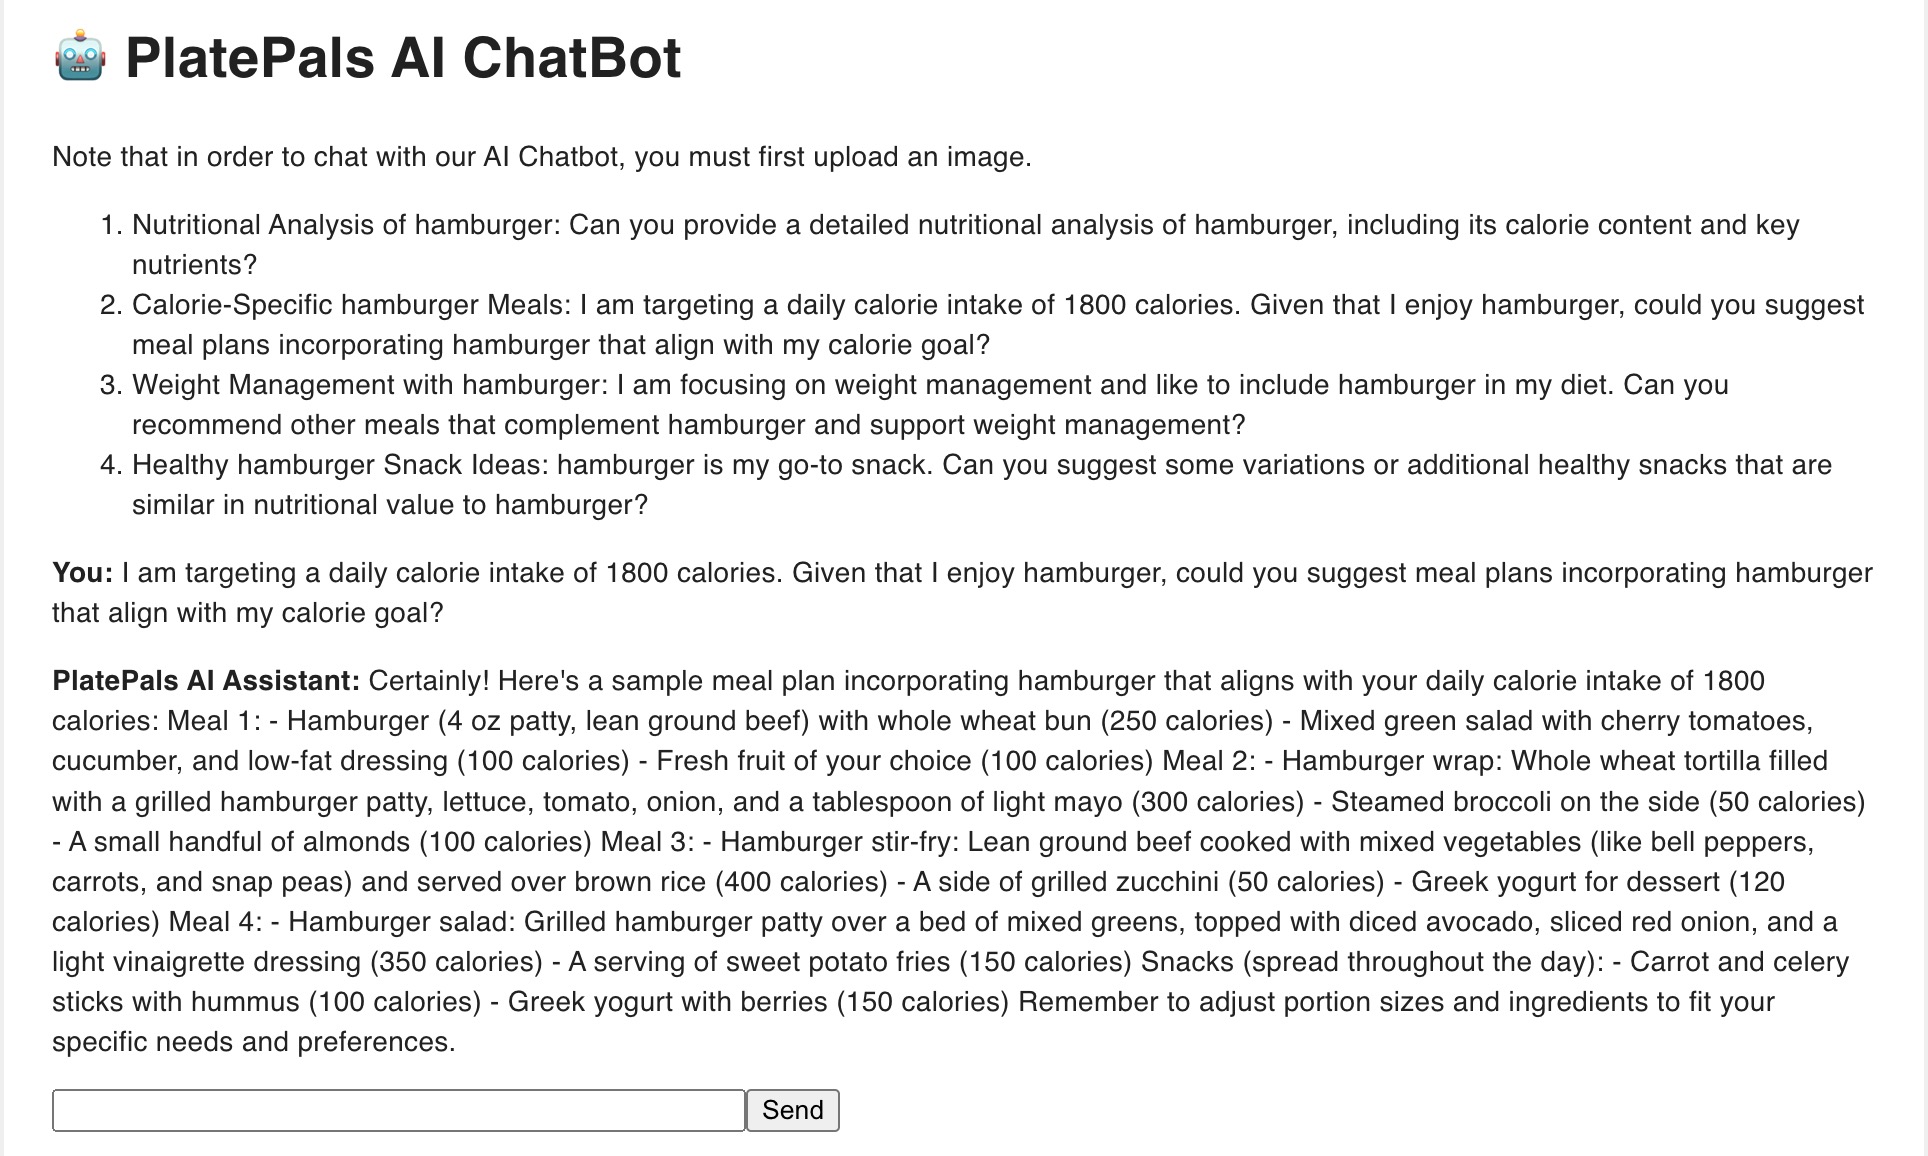 🤖 PlatePals AI ChatBot
Note that in order to chat with our AI Chatbot, you must first upload an image.
1. Nutritional Analysis of hamburger: Can you provide a detailed nutritional analysis of hamburger, including its calorie content and key
nutrients?
2. Calorie-Specific hamburger Meals: I am targeting a daily calorie intake of 1800 calories. Given that I enjoy hamburger, could you suggest
meal plans incorporating hamburger that align with my calorie goal?
3. Weight Management with hamburger: I am focusing on weight management and like to include hamburger in my diet. Can you
recommend other meals that complement hamburger and support weight management?
4. Healthy hamburger Snack Ideas: hamburger is my go-to snack. Can you suggest some variations or additional healthy snacks that are
similar in nutritional value to hamburger?
You: I am targeting a daily calorie intake of 1800 calories. Given that I enjoy hamburger, could you suggest meal plans incorporating hamburger
that align with my calorie goal?
PlatePals AI Assistant: Certainly! Here's a sample meal plan incorporating hamburger that aligns with your daily calorie intake of 1800
calories: Meal 1: - Hamburger (4 oz patty, lean ground beef) with whole wheat bun (250 calories) - Mixed green salad with cherry tomatoes,
cucumber, and low-fat dressing (100 calories) - Fresh fruit of your choice (100 calories) Meal 2: - Hamburger wrap: Whole wheat tortilla filled
with a grilled hamburger patty, lettuce, tomato, onion, and a tablespoon of light mayo (300 calories) - Steamed broccoli on the side (50 calories)
- A small handful of almonds (100 calories) Meal 3: - Hamburger stir-fry: Lean ground beef cooked with mixed vegetables (like bell peppers,
carrots, and snap peas) and served over brown rice (400 calories) - A side of grilled zucchini (50 calories) - Greek yogurt for dessert (120
calories) Meal 4: - Hamburger salad: Grilled hamburger patty over a bed of mixed greens, topped with diced avocado, sliced red onion, and a
light vinaigrette dressing (350 calories) - A serving of sweet potato fries (150 calories) Snacks (spread throughout the day): - Carrot and celery
sticks with hummus (100 calories) - Greek yogurt with berries (150 calories) Remember to adjust portion sizes and ingredients to fit your
specific needs and preferences.
Send